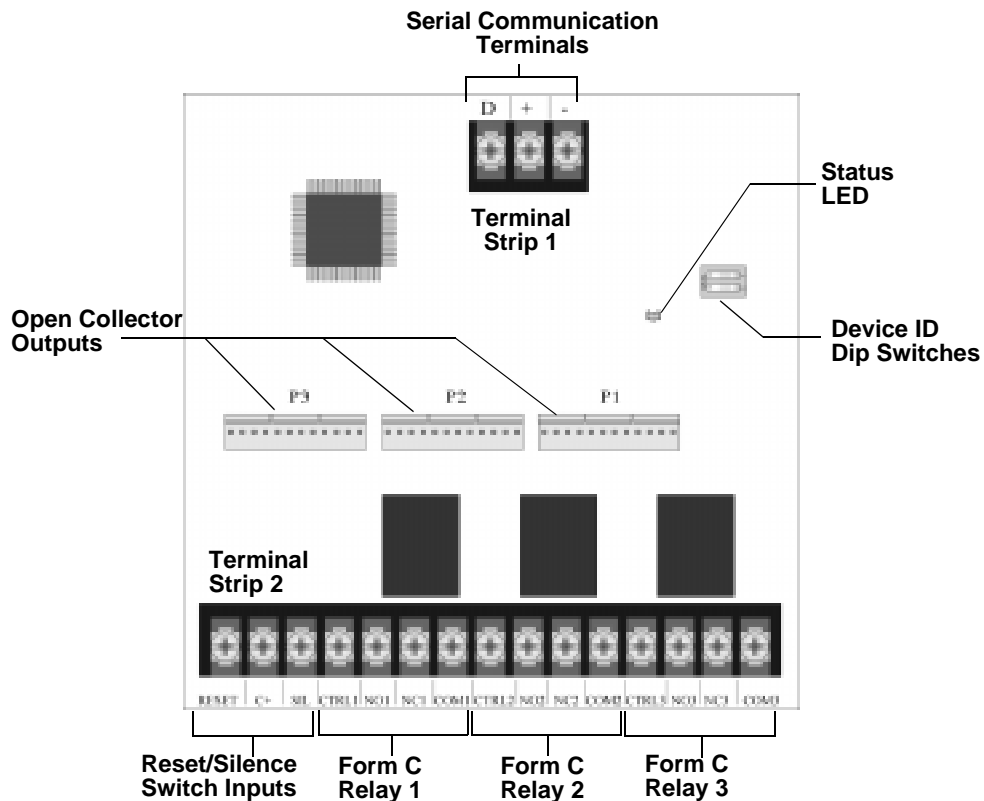 Serial Communication
Terminals
D + -
Terminal
Strip 1
Status
LED
Device ID
Dip Switches
Open Collector
Outputs
P9 P2 P1
Terminal
Strip 2
RESET C+ SIL CTRL1 NO1 NC1 COM1 CTRL2 NO2 NC2 COM2 CTRL3 NO3 NC3 COM3
Reset/Silence
Switch Inputs
Form C
Relay 1
Form C
Relay 2
Form C
Relay 3